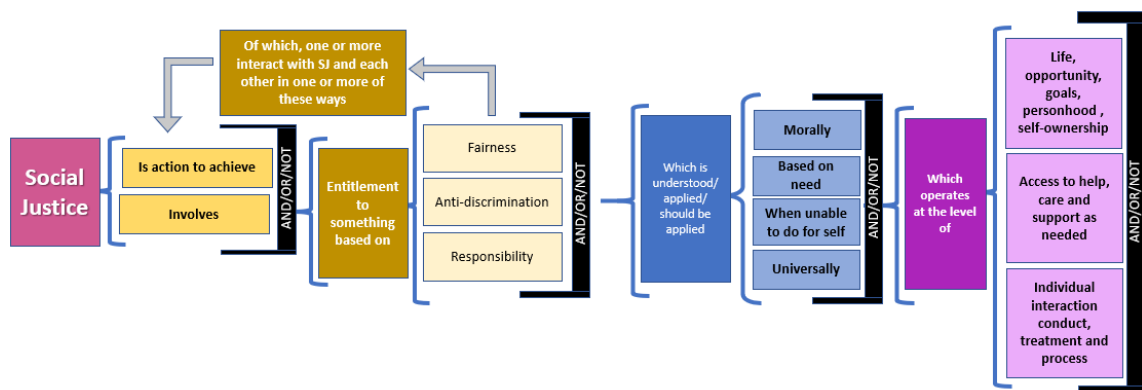 Of which, one or more
interact with SJ and each
other in one or more of
these ways
Social
Justice
Is action to achieve
Involves
AND/OR/NOT
Entitlement
to
something
based on
Fairness
Anti-discrimination
Responsibility
AND/OR/NOT
Which is
understood/
applied/
should be
applied
Morally
Based on
need
When unable
to do for self
Universally
AND/OR/NOT
Which
operates
at the level
of
Life,
opportunity,
goals,
personhood ,
self-ownership
Access to help,
care and
support as
needed
Individual
interaction
conduct,
treatment and
process
AND/OR/NOT